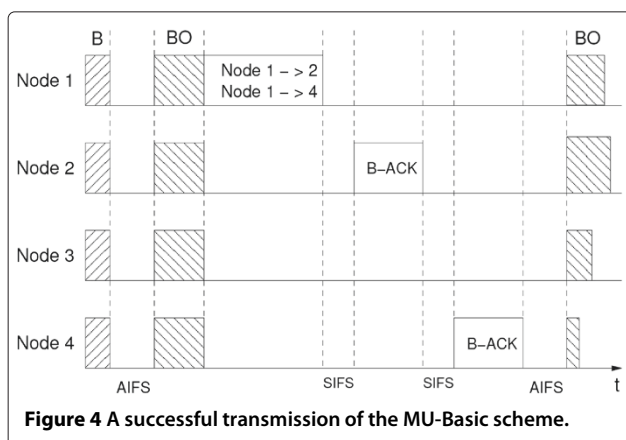 B
BO
BO
Node 1
Node 1 – > 2
Node 1 – > 4
Node 2
B–ACK
Node 3
Node 4
B–ACK
AIFS
SIFS
SIFS
AIFS
t
Figure 4 A successful transmission of the MU-Basic scheme.